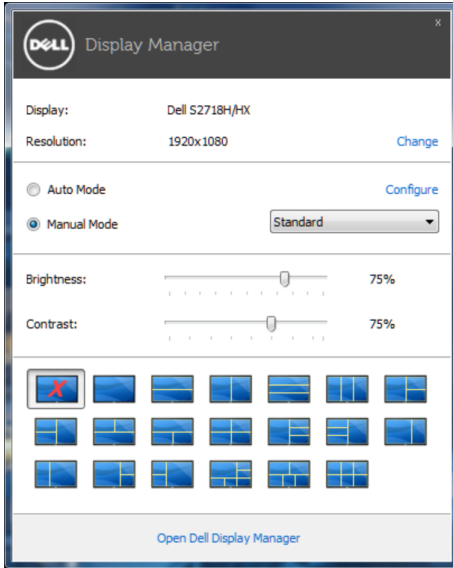 DELL
Display Manager
x
Display: Dell S2718H/HX
Resolution: 1920x1080 Change
Auto Mode Configure
Manual Mode Standard
Brightness: 75%
Contrast: 75%
X
Open Dell Display Manager